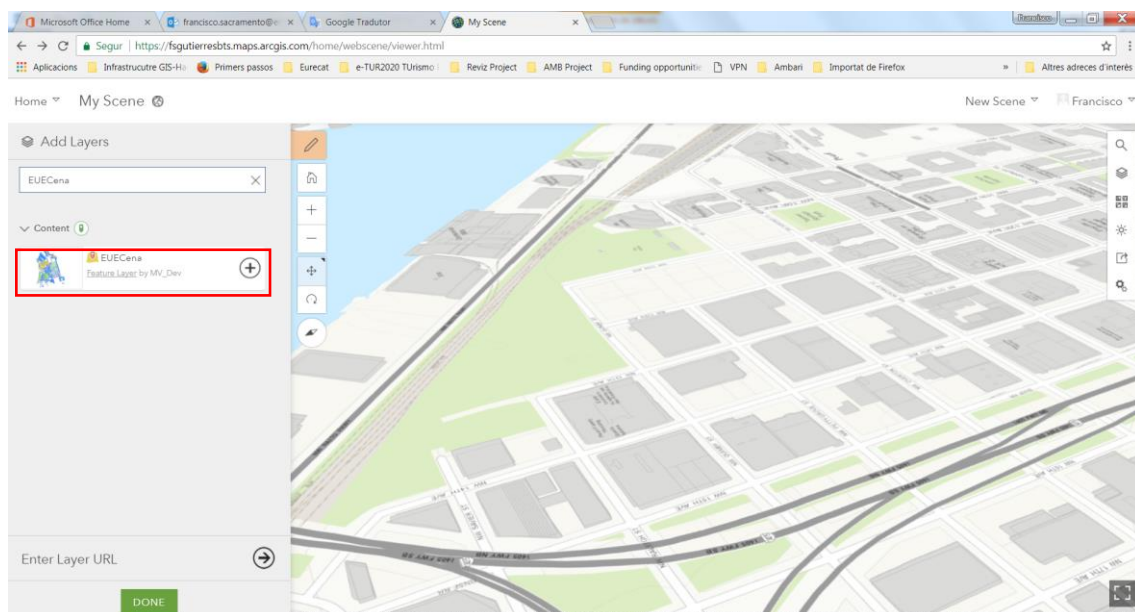 Microsoft Office Home
francisco.sacramento@e
Google Tradutor
My Scene
Francisco
Segur
https://fsgutierresbts.maps.arcgis.com/home/webscene/viewer.html
Aplicacions
Infrastrucutre GIS-Ha
Primers passos
Eurecat
e-TUR2020 TUrismo
Reviz Project
AMB Project
Funding opportunitie
VPN
Ambari
Importat de Firefox
»
Altres adreces d'interès
Home
My Scene
New Scene
Francisco
Add Layers
EUECena
Content
EUECena
Feature Layer by MV_Dev
Enter Layer URL
DONE